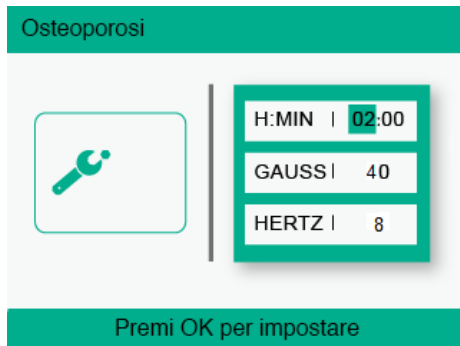 Osteoporosi
H:MIN | 02:00
GAUSS | 40
HERTZ | 8
Premi OK per impostare